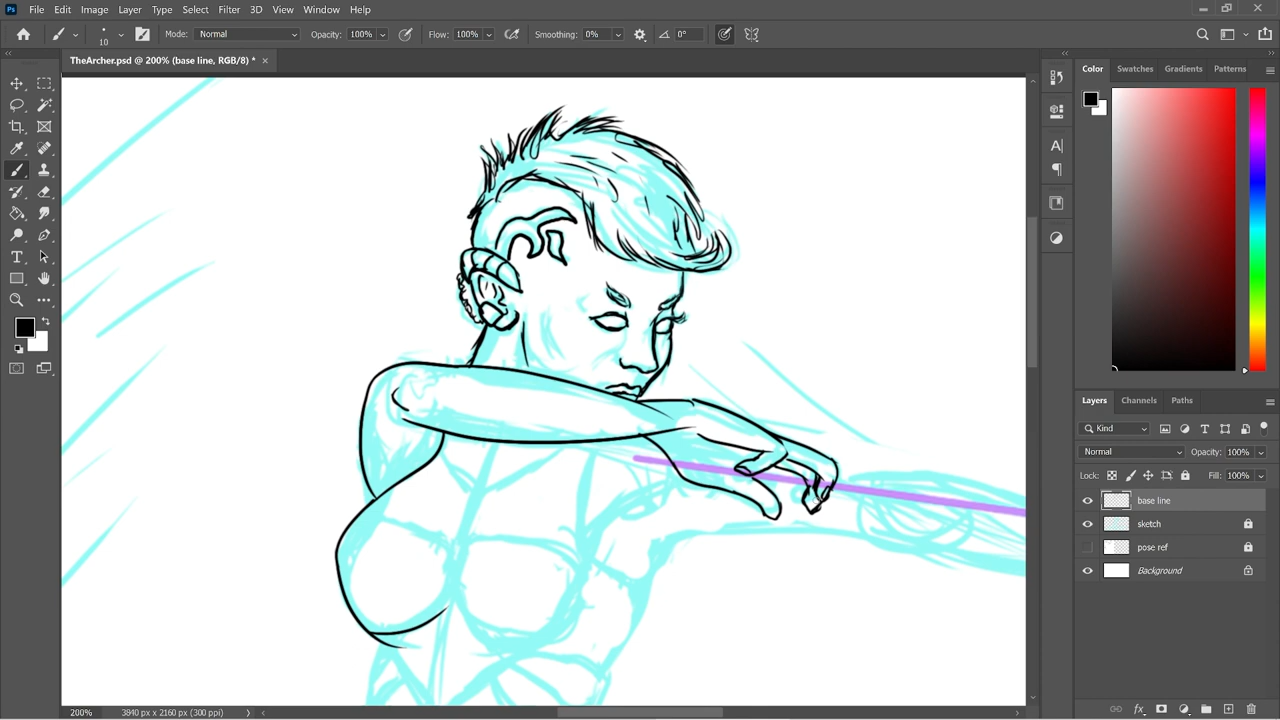 Ps File Edit Image Layer Type Select Filter 3D View Window Help
10 Mode: Normal Opacity: 100% Flow: 100% Smoothing: 0% 0°
TheArcher.psd @ 200% (base line, RGB/8) * ×
Color Swatches Gradients Patterns
Layers Channels Paths
Kind
Normal Opacity: 100%
Lock: Fill: 100%
base line
sketch
pose ref
Background
200% 3840 px x 2160 px (300 ppi)